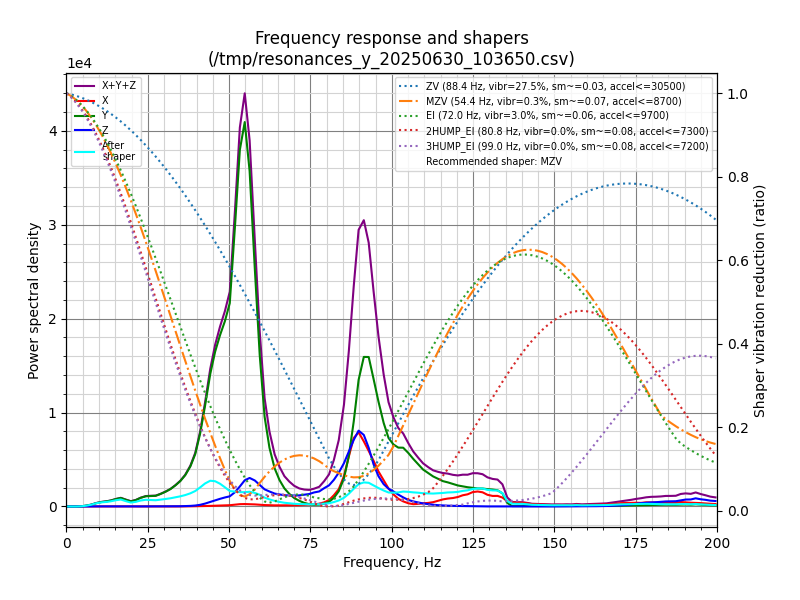 Frequency response and shapers
(/tmp/resonances_y_20250630_103650.csv)
1e4
X+Y+Z
X
Y
Z
After
shaper
ZV (88.4 Hz, vibr=27.5%, sm~=0.03, accel<=30500)
MZV (54.4 Hz, vibr=0.3%, sm~=0.07, accel<=8700)
EI (72.0 Hz, vibr=3.0%, sm~=0.06, accel<=9700)
2HUMP_EI (80.8 Hz, vibr=0.0%, sm~=0.08, accel<=7300)
3HUMP_EI (99.0 Hz, vibr=0.0%, sm~=0.08, accel<=7200)
Recommended shaper: MZV
Power spectral density
4
3
2
1
0
1.0
0.8
0.6
0.4
0.2
0.0
Shaper vibration reduction (ratio)
0 25 50 75 100 125 150 175 200
Frequency, Hz